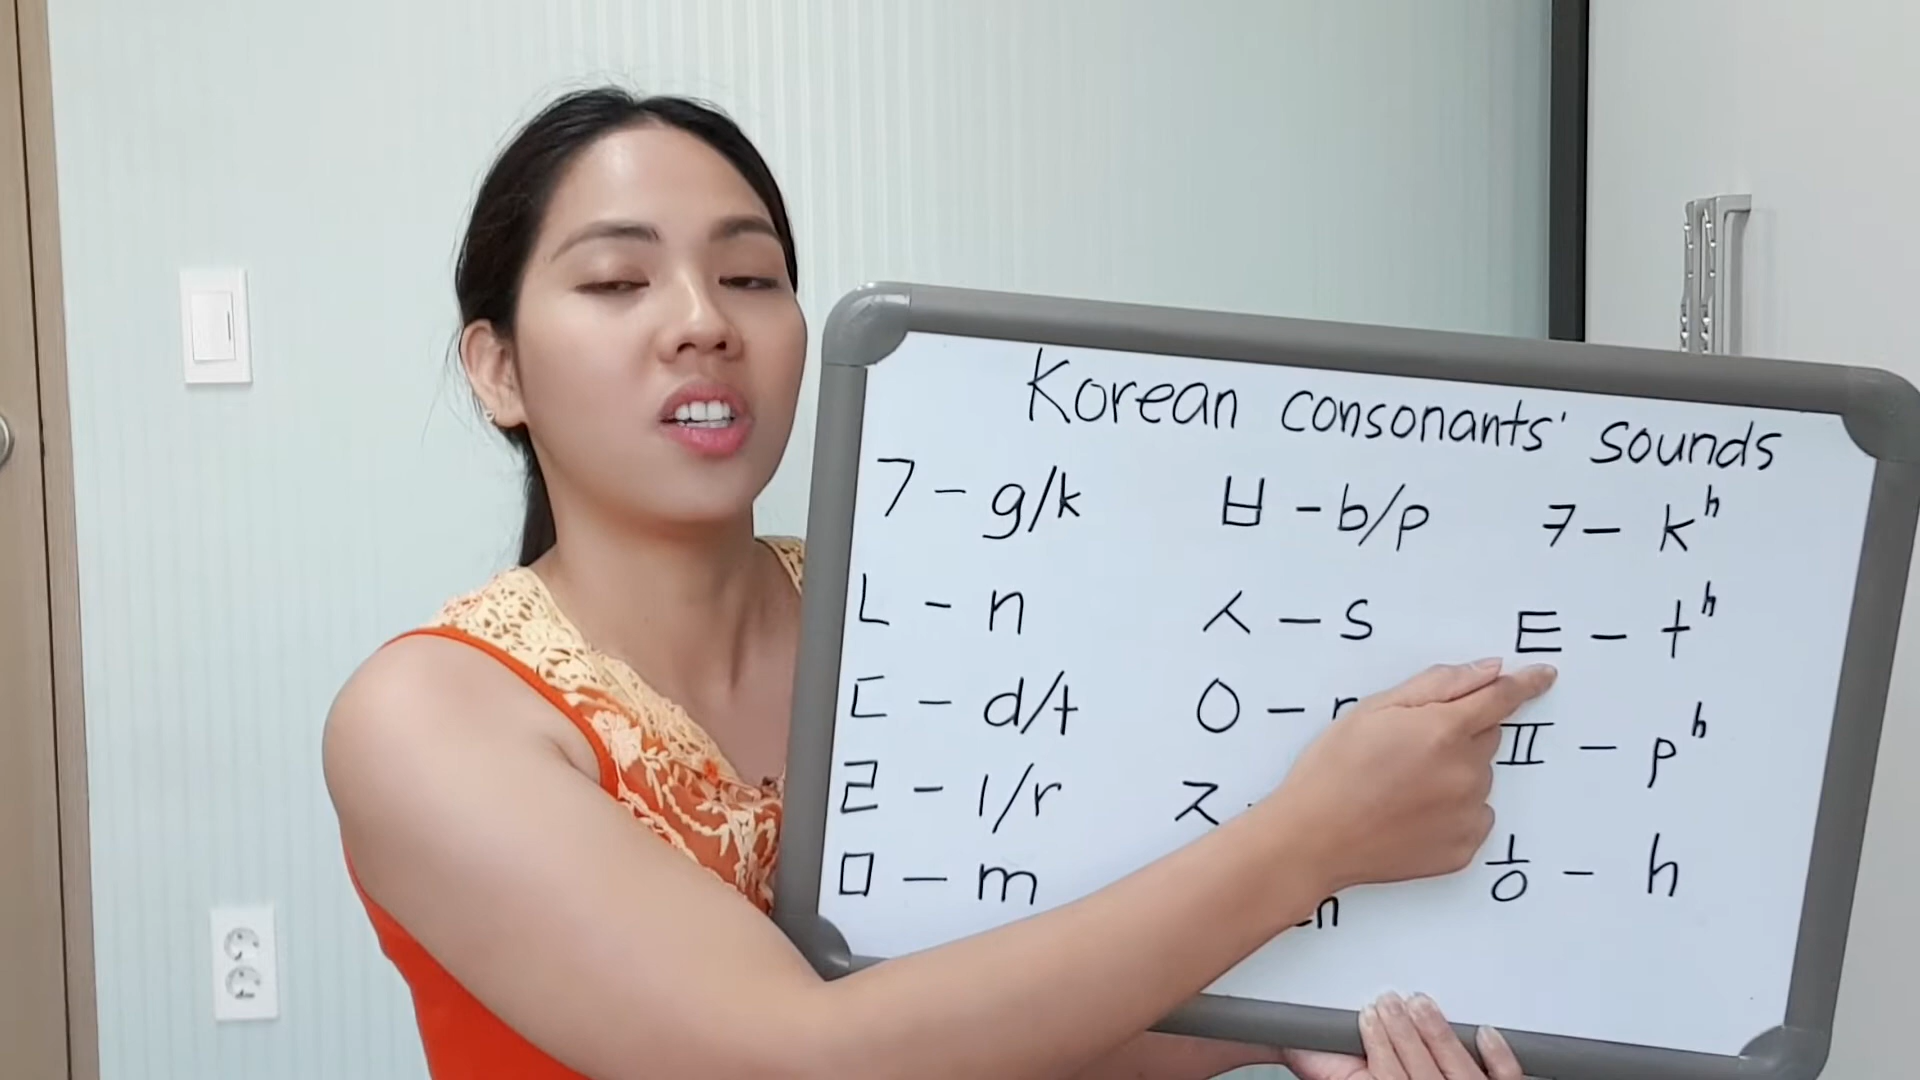 Korean consonants' sounds
ㄱ - g/k ㅂ - b/p ㅋ - kʰ
ㄴ - n ㅅ - s ㅌ - tʰ
ㄷ - d/t ㅇ - ㅍ - pʰ
ㄹ - l/r ㅈ
ㅁ - m ㅎ - h